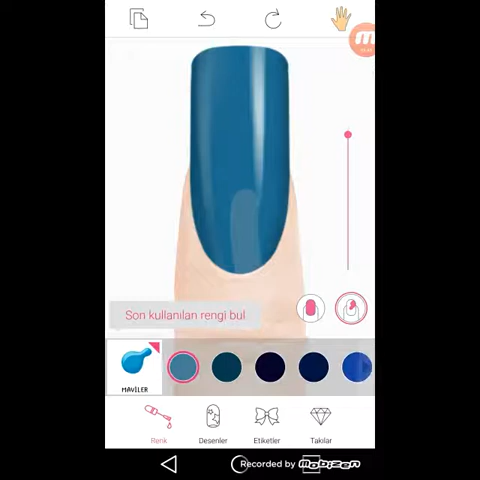 Son kullanılan rengi bul
MAVİLER
Renk
Desenler
Etiketler
Takılar
Recorded by mobizen